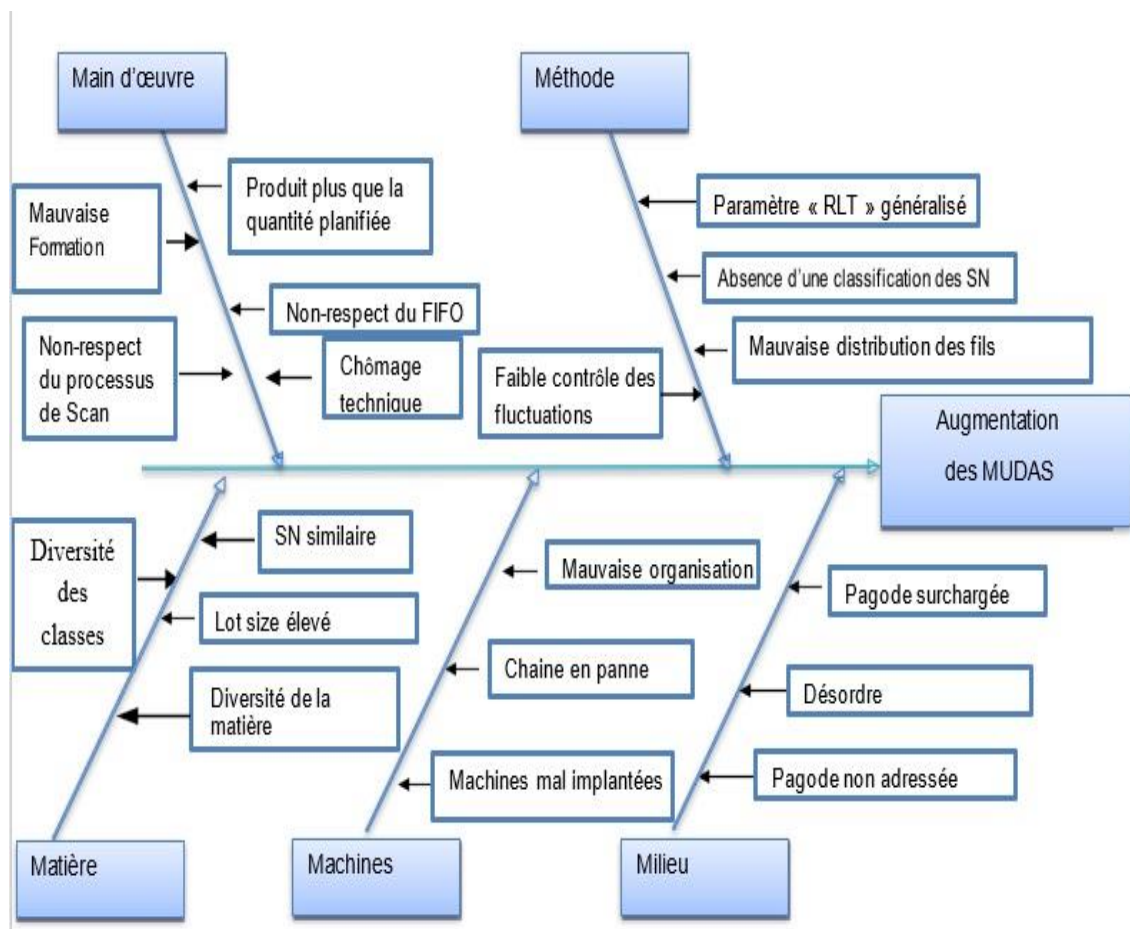 Main d'œuvre
Méthode
Produit plus que la
quantité planifiée
Mauvaise
Formation
Paramètre « RLT » généralisé
Absence d'une classification des SN
Non-respect du FIFO
Mauvaise distribution des fils
Non-respect
du processus
de Scan
Chômage
technique
Faible contrôle des
fluctuations
Augmentation
des MUDAS
Diversité
des
classes
SN similaire
Mauvaise organisation
Pagode surchargée
Lot size élevé
Chaine en panne
Diversité de la
matière
Désordre
Machines mal implantées
Pagode non adressée
Matière
Machines
Milieu